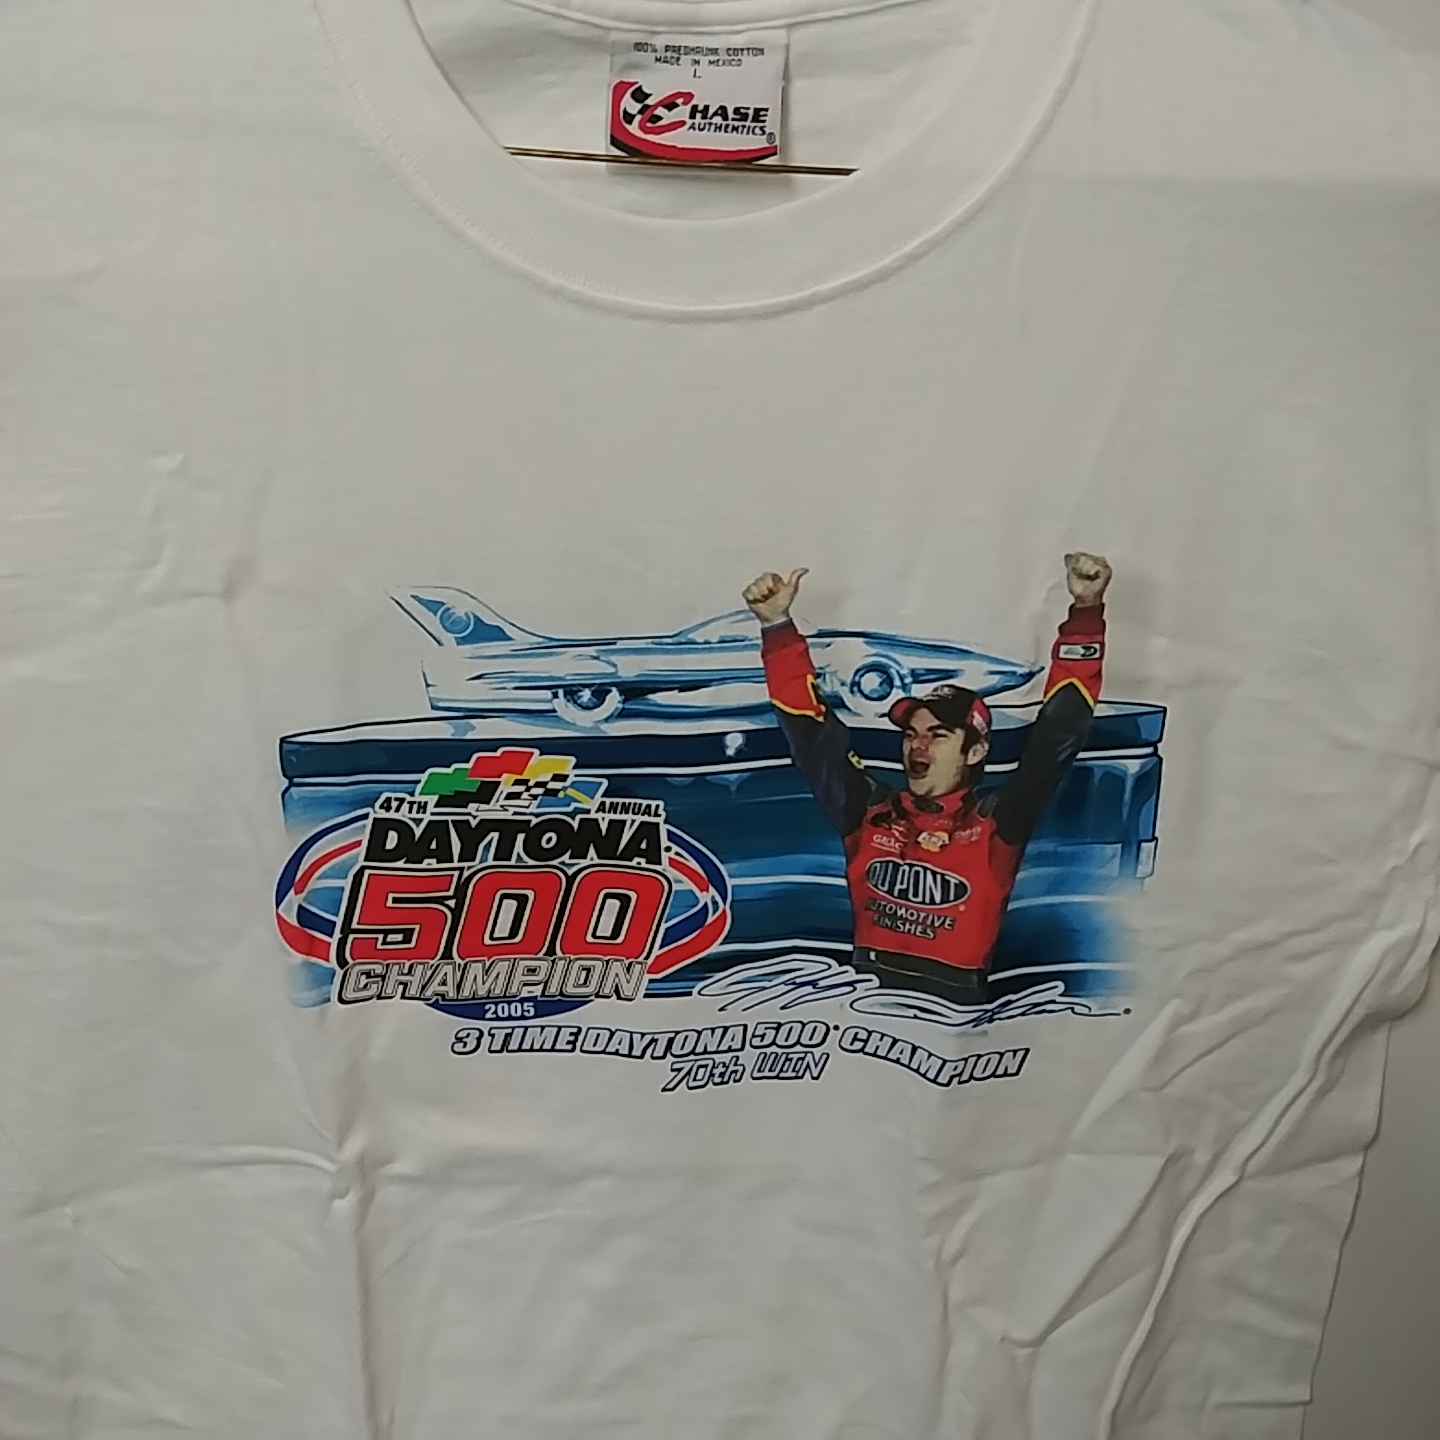 100% PRESHRUNK COTTON
MADE IN MEXICO
L
CHASE
AUTHENTICS®
47TH ANNUAL
DAYTONA
500
CHAMPION
2005
DUPONT
AUTOMOTIVE
FINISHES
3 TIME DAYTONA 500 CHAMPION
70th WIN